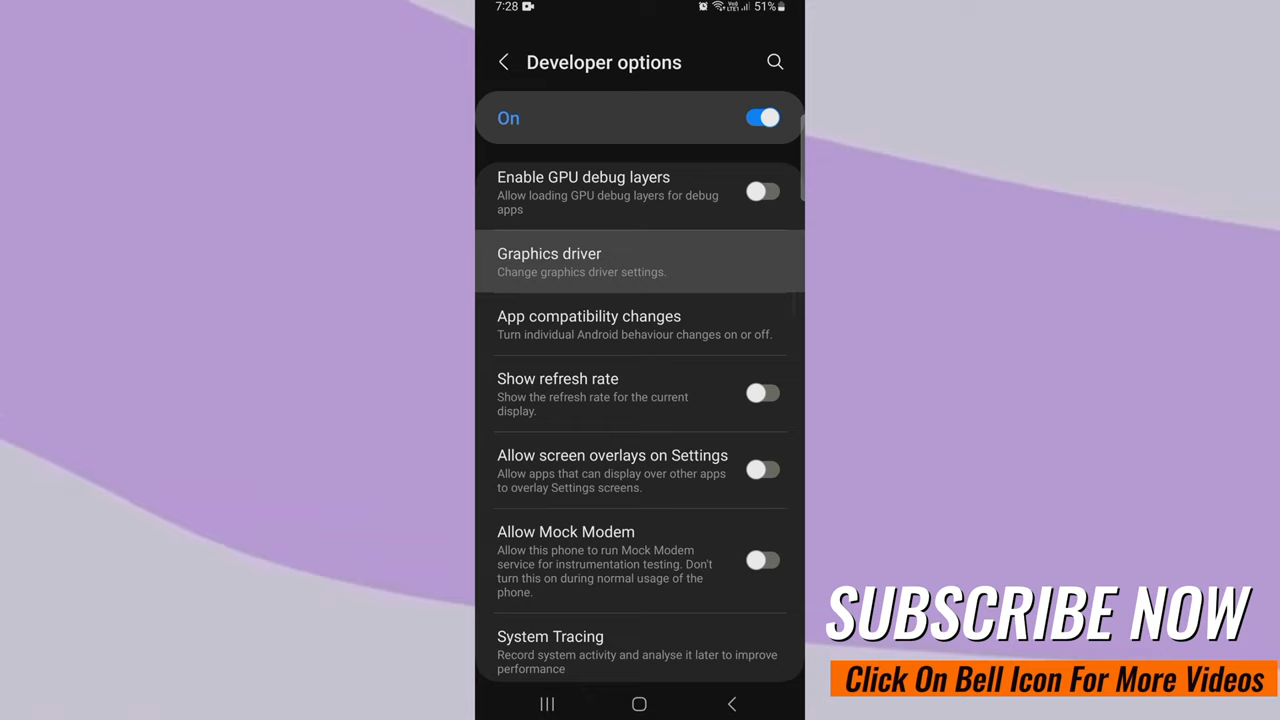 7:28
51%
Developer options
On
Enable GPU debug layers
Allow loading GPU debug layers for debug
apps
Graphics driver
Change graphics driver settings.
App compatibility changes
Turn individual Android behaviour changes on or off.
Show refresh rate
Show the refresh rate for the current
display.
Allow screen overlays on Settings
Allow apps that can display over other apps
to overlay Settings screens.
Allow Mock Modem
Allow this phone to run Mock Modem
service for instrumentation testing. Don't
turn this on during normal usage of the
phone.
System Tracing
Record system activity and analyse it later to improve
performance
SUBSCRIBE NOW
Click On Bell Icon For More Videos